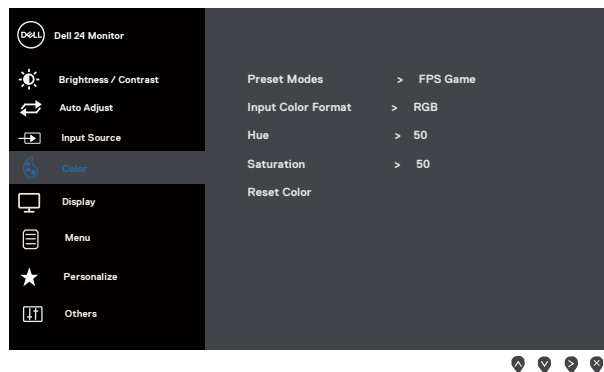 DELL Dell 24 Monitor
Brightness / Contrast
Auto Adjust
Input Source
Color
Display
Menu
Personalize
Others
Preset Modes > FPS Game
Input Color Format > RGB
Hue > 50
Saturation > 50
Reset Color